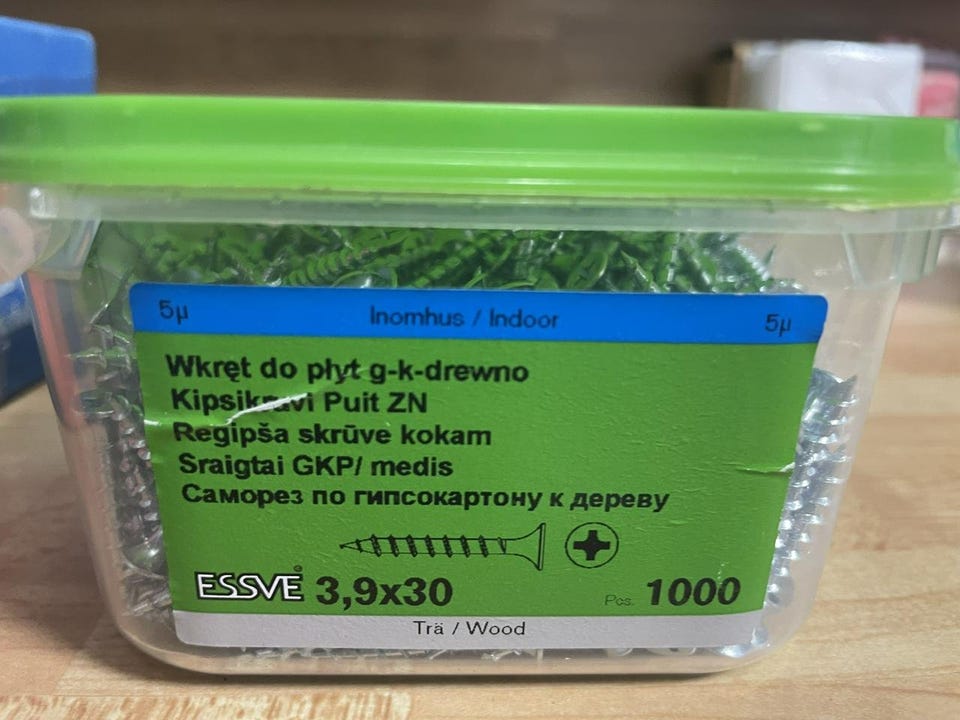 5µ Inomhus / Indoor 5µ
Wkręt do płyt g-k-drewno
Kipsikruvi Puit ZN
Regipša skrūve kokam
Sraigtai GKP/ medis
Саморез по гипсокартону к дереву
ESSVE® 3,9x30 Pcs. 1000
Trä / Wood